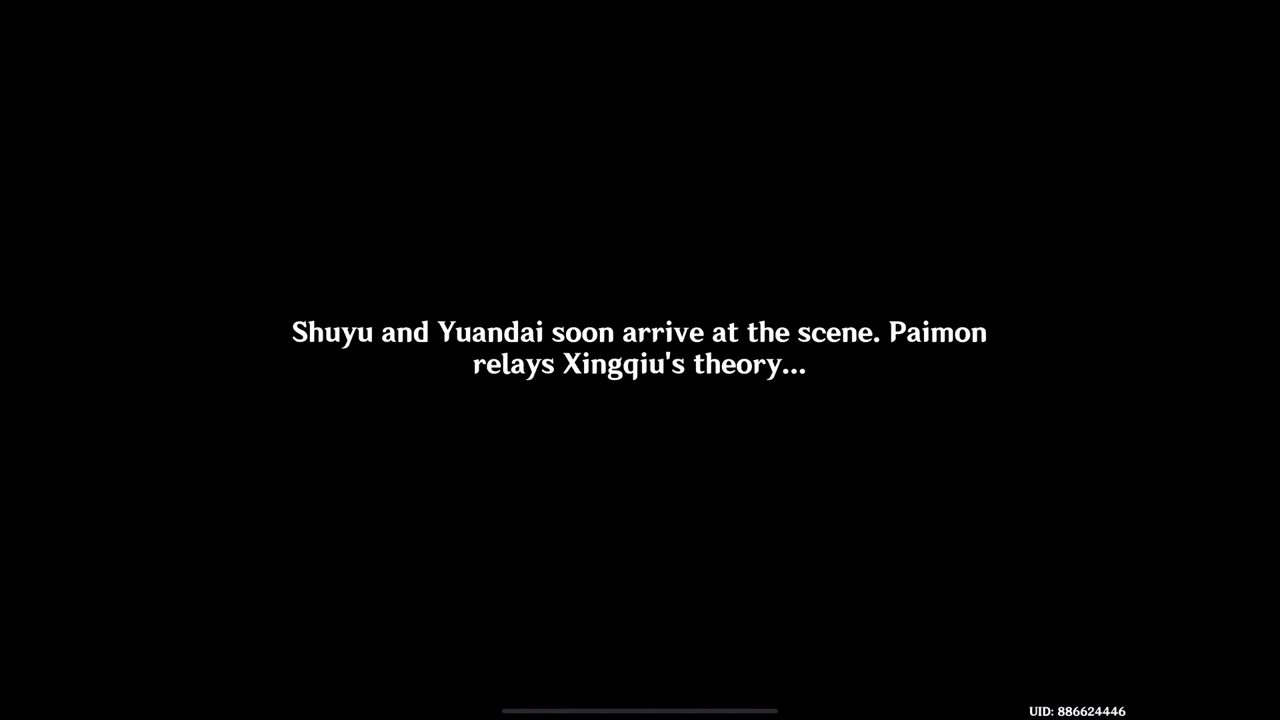 Shuyu and Yuandai soon arrive at the scene. Paimon
relays Xingqiu's theory...
UID: 886624446